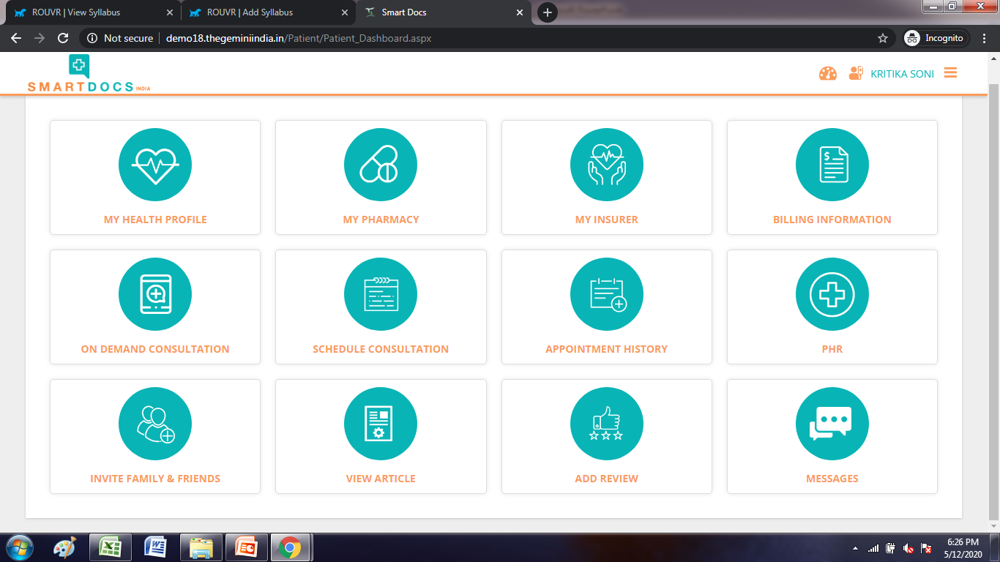 ROUVR | View Syllabus
ROUVR | Add Syllabus
Smart Docs
Not secure
demo18.thegeminiindia.in/Patient/Patient_Dashboard.aspx
Incognito
SMARTDOCS INDIA
KRITIKA SONI
MY HEALTH PROFILE
MY PHARMACY
MY INSURER
BILLING INFORMATION
ON DEMAND CONSULTATION
SCHEDULE CONSULTATION
APPOINTMENT HISTORY
PHR
INVITE FAMILY & FRIENDS
VIEW ARTICLE
ADD REVIEW
MESSAGES
6:26 PM
5/12/2020